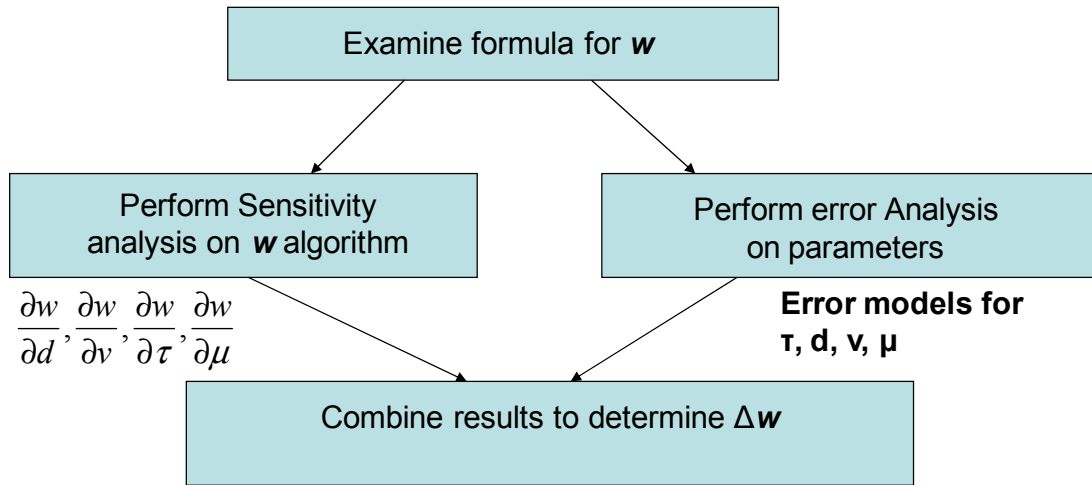 Examine formula for w
Perform Sensitivity
analysis on w algorithm
Perform error Analysis
on parameters
∂w/∂d, ∂w/∂v, ∂w/∂τ, ∂w/∂μ
Error models for
τ, d, v, μ
Combine results to determine Δw